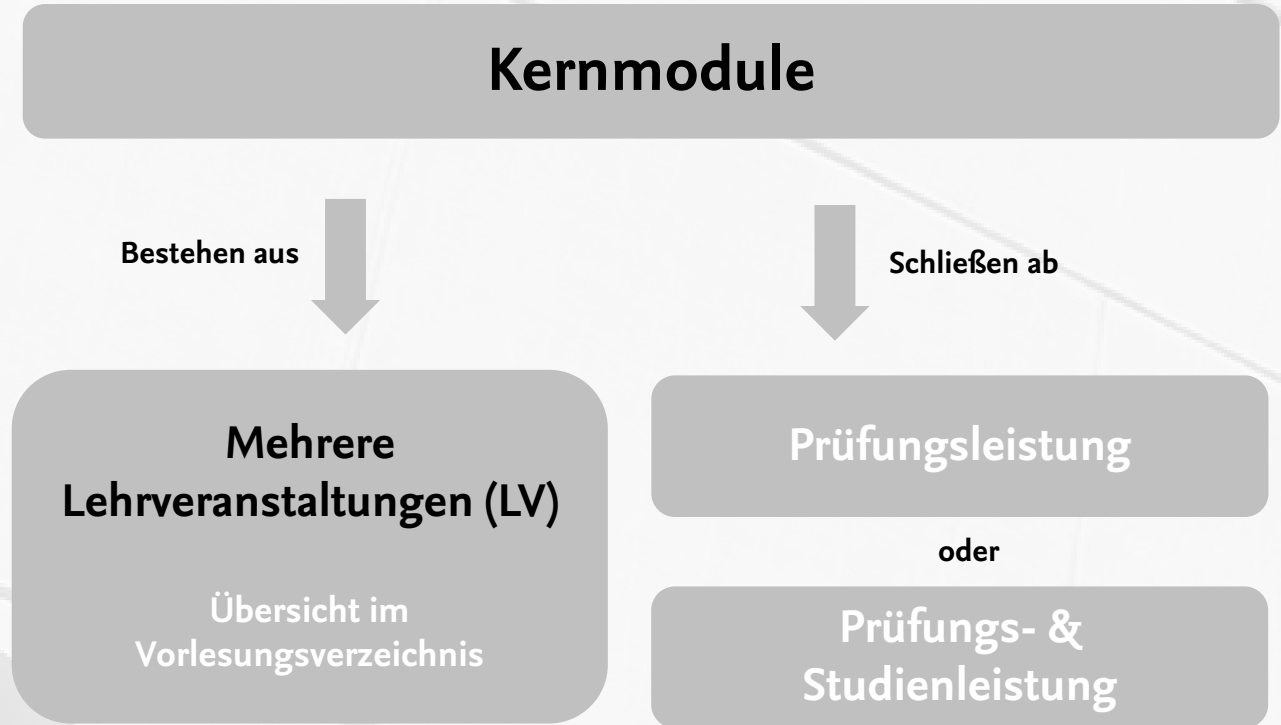 Kernmodule
Bestehen aus
Schließen ab
Mehrere
Lehrveranstaltungen (LV)
Übersicht im
Vorlesungsverzeichnis
Prüfungsleistung
oder
Prüfungs- &
Studienleistung